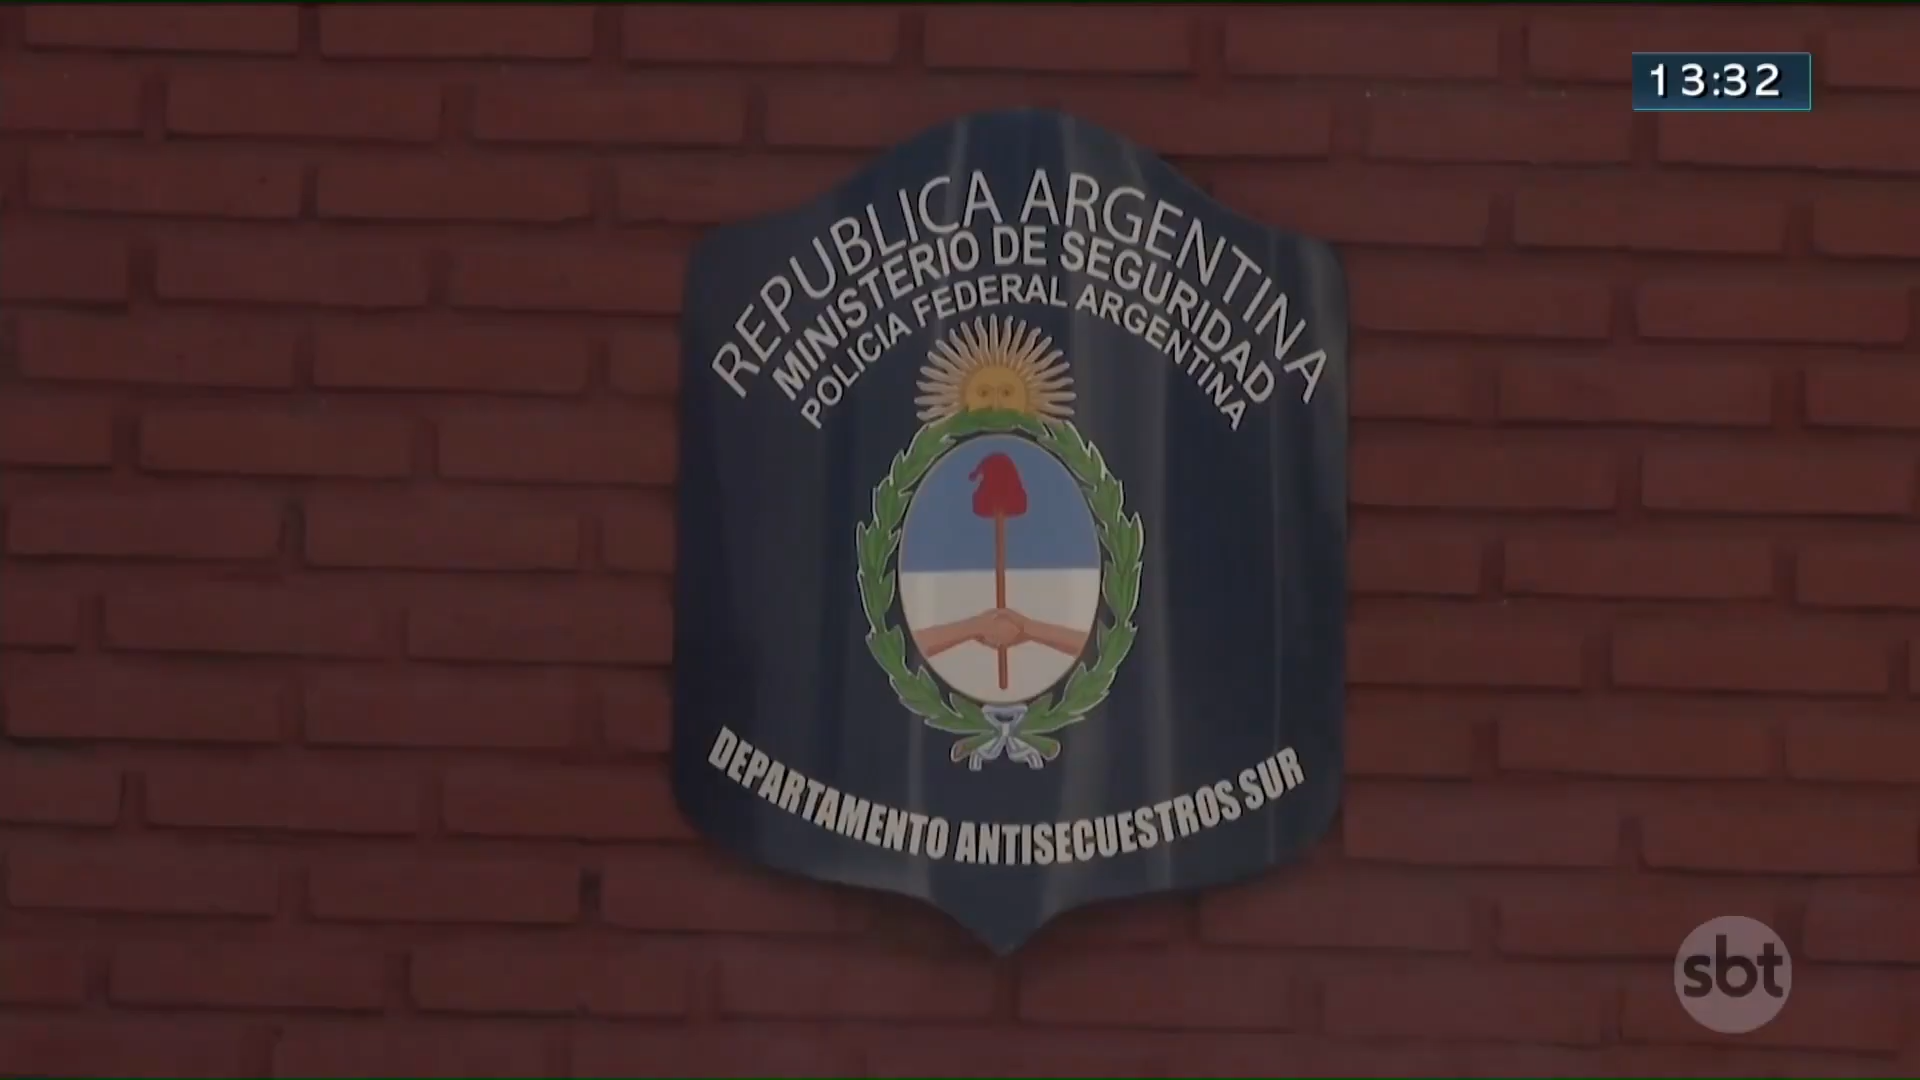 13:32
REPUBLICA ARGENTINA
MINISTERIO DE SEGURIDAD
POLICIA FEDERAL ARGENTINA
DEPARTAMENTO ANTISECUESTROS SUR
sbt